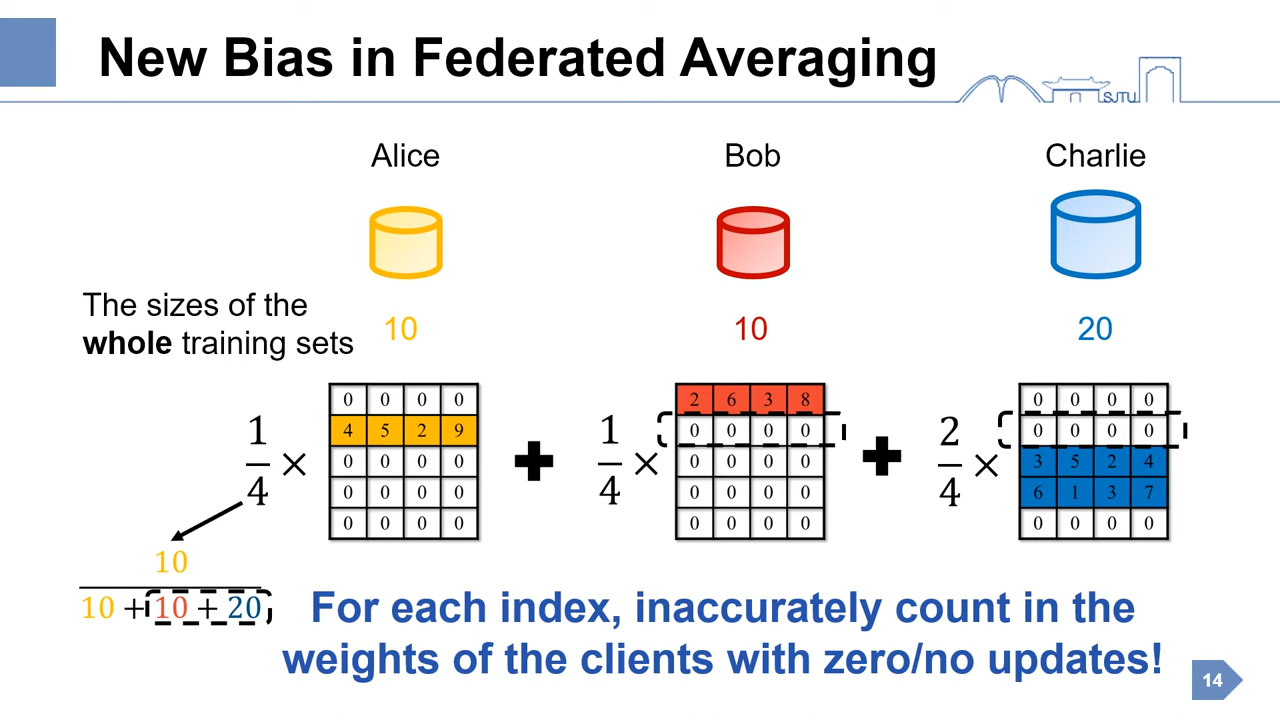 New Bias in Federated Averaging
SJTU
Alice Bob Charlie
The sizes of the
whole training sets
10 10 20
1/4 ×
0 0 0 0
4 5 2 9
0 0 0 0
0 0 0 0
0 0 0 0
+
1/4 ×
2 6 3 8
0 0 0 0
0 0 0 0
0 0 0 0
0 0 0 0
+
2/4 ×
0 0 0 0
0 0 0 0
3 5 2 4
6 1 3 7
0 0 0 0
10
10 + 10 + 20
For each index, inaccurately count in the
weights of the clients with zero/no updates!
14